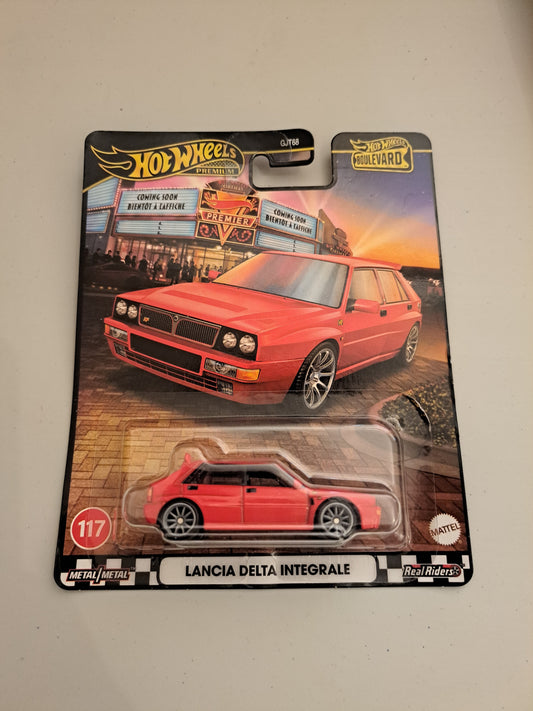 HOT WHEELS
PREMIUM
GJT68
HOT WHEELS
BOULEVARD
COMING SOON
BIENTÔT À L'AFFICHE
PREMIER
COMING SOON
BIENTÔT À L'AFFICHE
117
MATTEL
METAL/METAL
LANCIA DELTA INTEGRALE
Real Riders